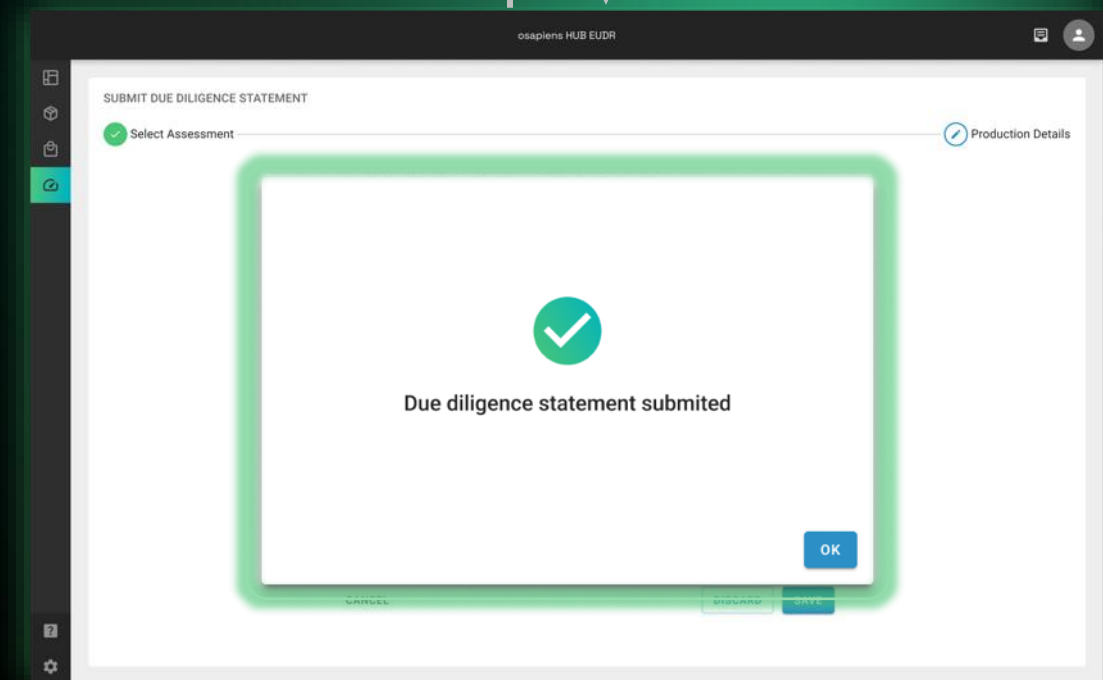 osapiens HUB EUDR
SUBMIT DUE DILIGENCE STATEMENT
Select Assessment
Production Details
Due diligence statement submited
OK
CANCEL
DISCARD
SAVE